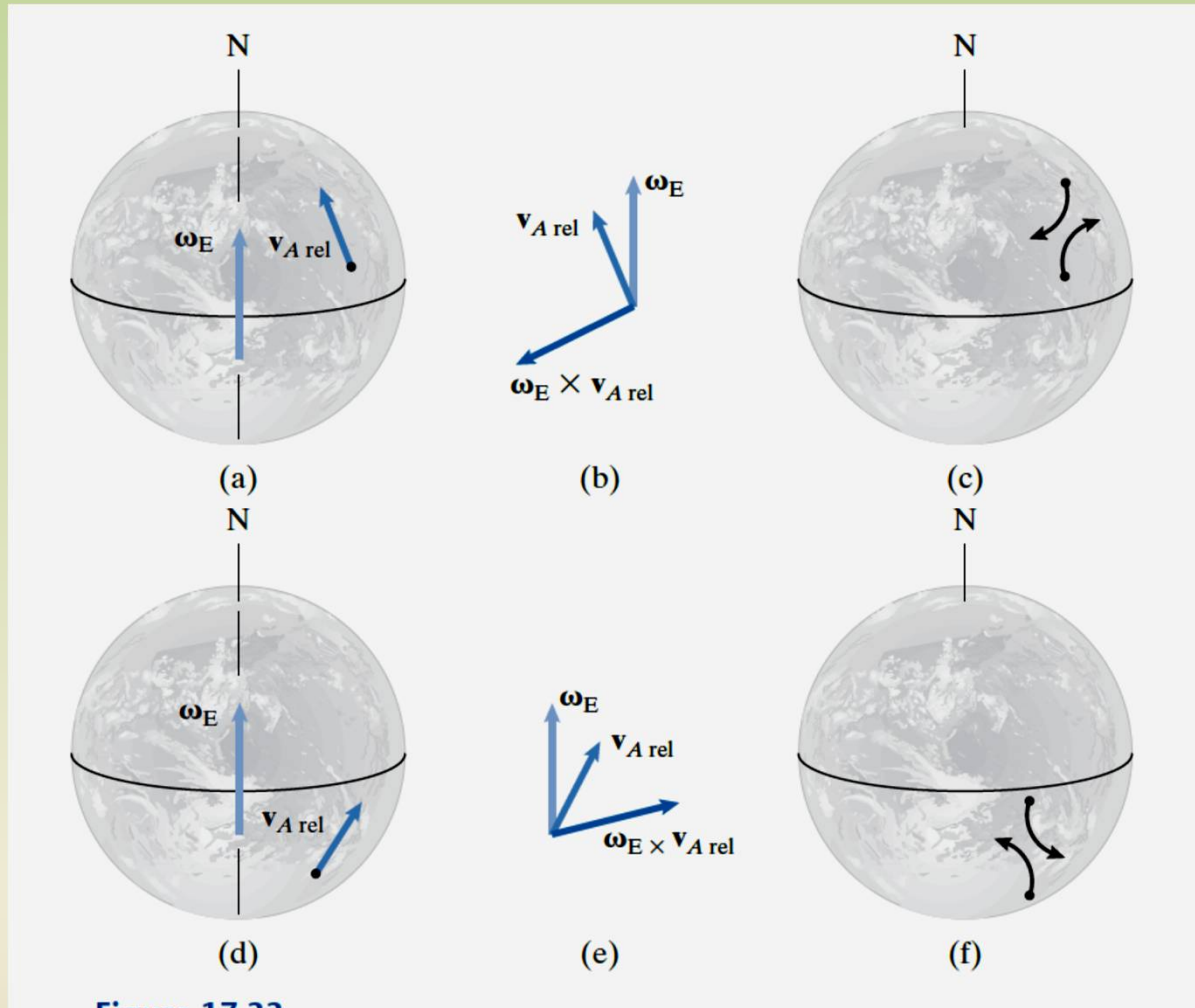 N
N
ωE
vA rel
ωE
vA rel
ωE × vA rel
(a)
(b)
(c)
N
N
ωE
vA rel
ωE
vA rel
ωE × vA rel
(d)
(e)
(f)